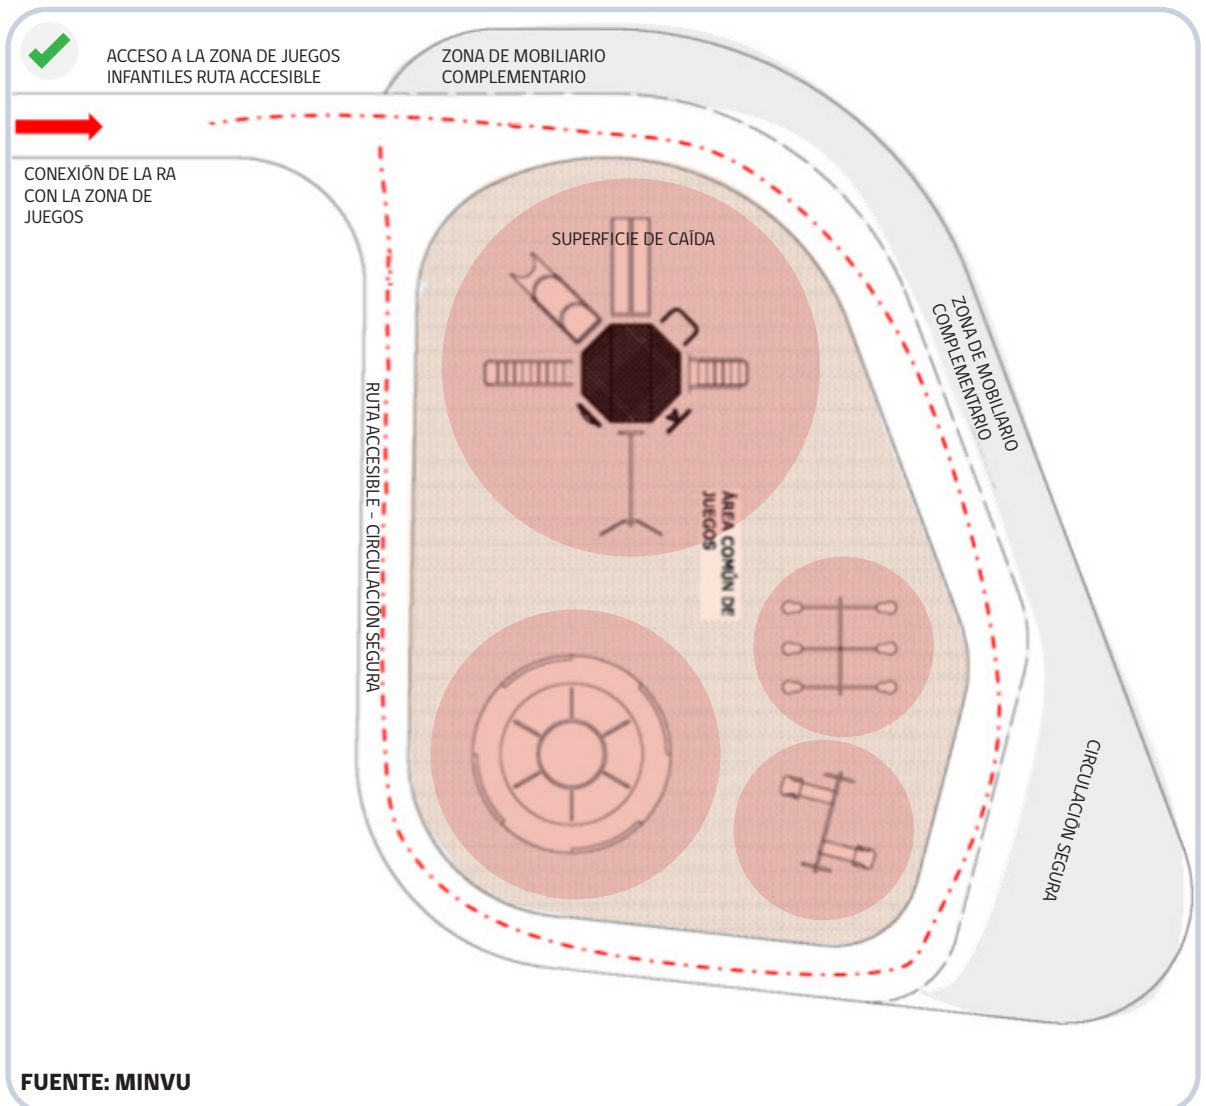 ACCESO A LA ZONA DE JUEGOS
INFANTILES RUTA ACCESIBLE
ZONA DE MOBILIARIO
COMPLEMENTARIO
CONEXIÓN DE LA RA
CON LA ZONA DE
JUEGOS
SUPERFICIE DE CAÍDA
ZONA DE MOBILIARIO
COMPLEMENTARIO
RUTA ACCESIBLE - CIRCULACIÓN SEGURA
ÁREA COMÚN DE
JUEGOS
CIRCULACIÓN SEGURA
FUENTE: MINVU